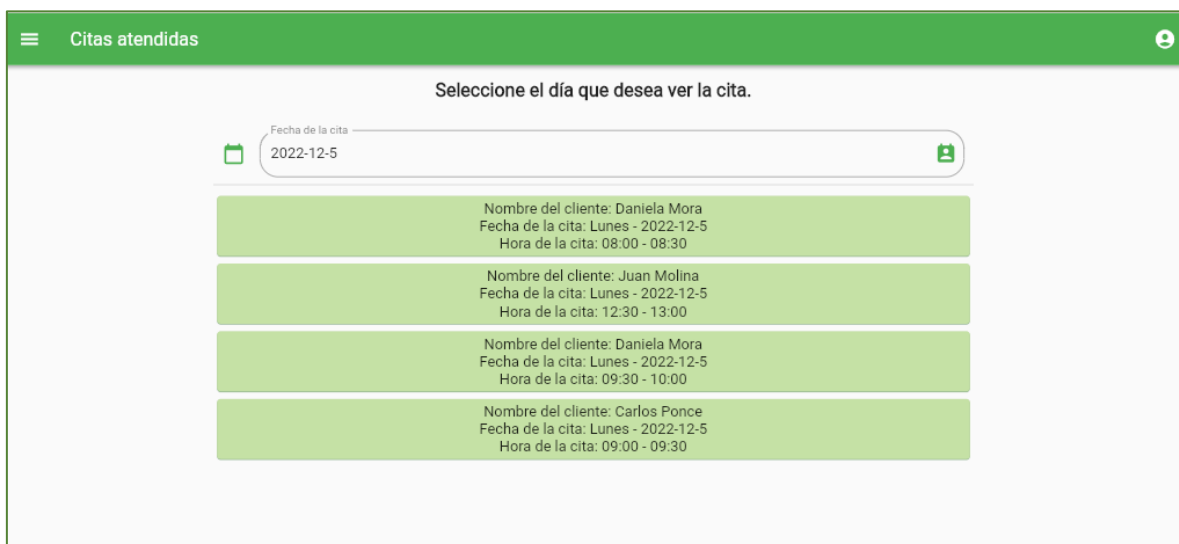 Citas atendidas
Seleccione el día que desea ver la cita.
Fecha de la cita
2022-12-5
Nombre del cliente: Daniela Mora
Fecha de la cita: Lunes - 2022-12-5
Hora de la cita: 08:00 - 08:30
Nombre del cliente: Juan Molina
Fecha de la cita: Lunes - 2022-12-5
Hora de la cita: 12:30 - 13:00
Nombre del cliente: Daniela Mora
Fecha de la cita: Lunes - 2022-12-5
Hora de la cita: 09:30 - 10:00
Nombre del cliente: Carlos Ponce
Fecha de la cita: Lunes - 2022-12-5
Hora de la cita: 09:00 - 09:30